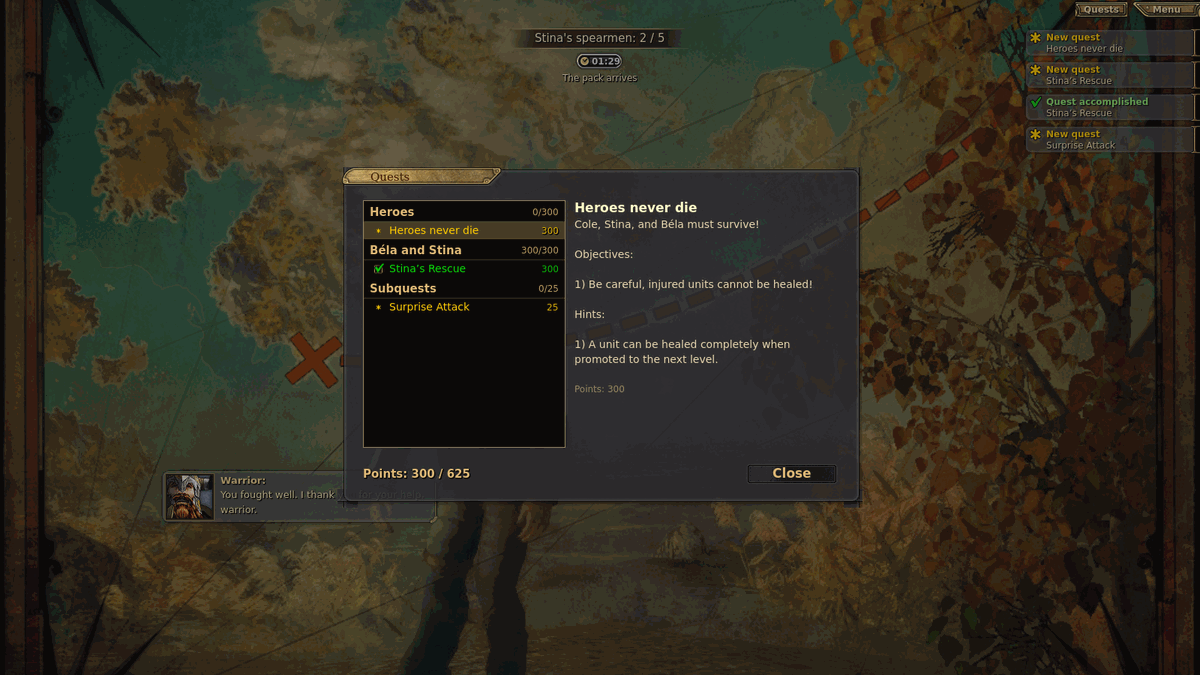 Quests
Menu
Stina's spearmen: 2 / 5
01:29
The pack arrives
New quest
Heroes never die
New quest
Stina's Rescue
Quest accomplished
Stina's Rescue
New quest
Surprise Attack
Quests
Heroes 0/300
Heroes never die 300
Béla and Stina 300/300
Stina's Rescue 300
Subquests 0/25
Surprise Attack 25
Heroes never die
Cole, Stina, and Béla must survive!
Objectives:
1) Be careful, injured units cannot be healed!
Hints:
1) A unit can be healed completely when
promoted to the next level.
Points: 300
Points: 300 / 625
Close
Warrior:
You fought well. I thank
warrior.